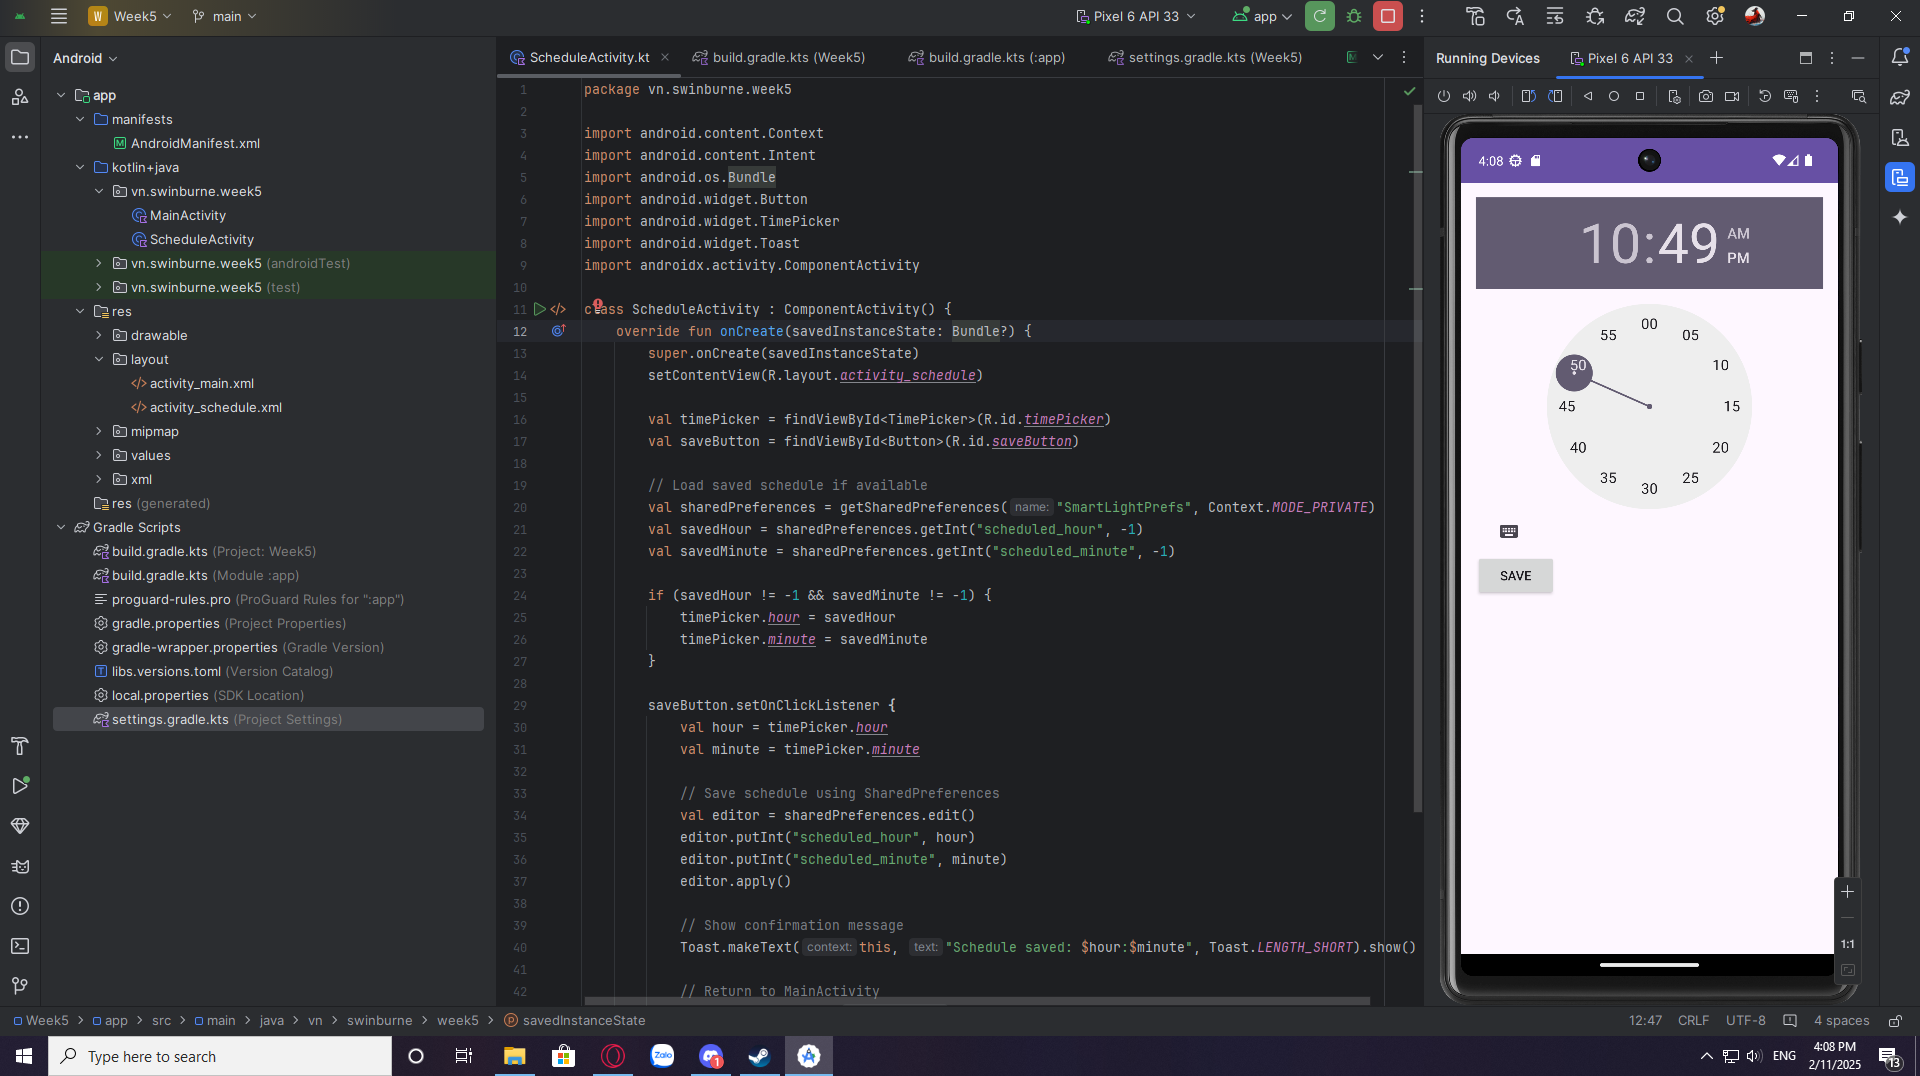 W Week5 main Pixel 6 API 33 app
Android
app
manifests
AndroidManifest.xml
kotlin+java
vn.swinburne.week5
MainActivity
ScheduleActivity
vn.swinburne.week5 (androidTest)
vn.swinburne.week5 (test)
res
drawable
layout
activity_main.xml
activity_schedule.xml
mipmap
values
xml
res (generated)
Gradle Scripts
build.gradle.kts (Project: Week5)
build.gradle.kts (Module :app)
proguard-rules.pro (ProGuard Rules for ":app")
gradle.properties (Project Properties)
gradle-wrapper.properties (Gradle Version)
libs.versions.toml (Version Catalog)
local.properties (SDK Location)
settings.gradle.kts (Project Settings)
ScheduleActivity.kt build.gradle.kts (Week5) build.gradle.kts (:app) settings.gradle.kts (Week5)
1 package vn.swinburne.week5
2
3 import android.content.Context
4 import android.content.Intent
5 import android.os.Bundle
6 import android.widget.Button
7 import android.widget.TimePicker
8 import android.widget.Toast
9 import androidx.activity.ComponentActivity
10
11 class ScheduleActivity : ComponentActivity() {
12 override fun onCreate(savedInstanceState: Bundle?) {
13 super.onCreate(savedInstanceState)
14 setContentView(R.layout.activity_schedule)
15
16 val timePicker = findViewById<TimePicker>(R.id.timePicker)
17 val saveButton = findViewById<Button>(R.id.saveButton)
18
19 // Load saved schedule if available
20 val sharedPreferences = getSharedPreferences( name: "SmartLightPrefs", Context.MODE_PRIVATE)
21 val savedHour = sharedPreferences.getInt("scheduled_hour", -1)
22 val savedMinute = sharedPreferences.getInt("scheduled_minute", -1)
23
24 if (savedHour != -1 && savedMinute != -1) {
25 timePicker.hour = savedHour
26 timePicker.minute = savedMinute
27 }
28
29 saveButton.setOnClickListener {
30 val hour = timePicker.hour
31 val minute = timePicker.minute
32
33 // Save schedule using SharedPreferences
34 val editor = sharedPreferences.edit()
35 editor.putInt("scheduled_hour", hour)
36 editor.putInt("scheduled_minute", minute)
37 editor.apply()
38
39 // Show confirmation message
40 Toast.makeText( context: this, text: "Schedule saved: $hour:$minute", Toast.LENGTH_SHORT).show()
41
42 // Return to MainActivity
Running Devices Pixel 6 API 33
4:08
10:49 AM
PM
00
55 05
50 10
45 15
40 20
35 25
30
SAVE
1:1
Week5 > app > src > main > java > vn > swinburne > week5 > savedInstanceState
12:47 CRLF UTF-8 4 spaces
Type here to search
Zalo
1
ENG
4:08 PM
2/11/2025
13